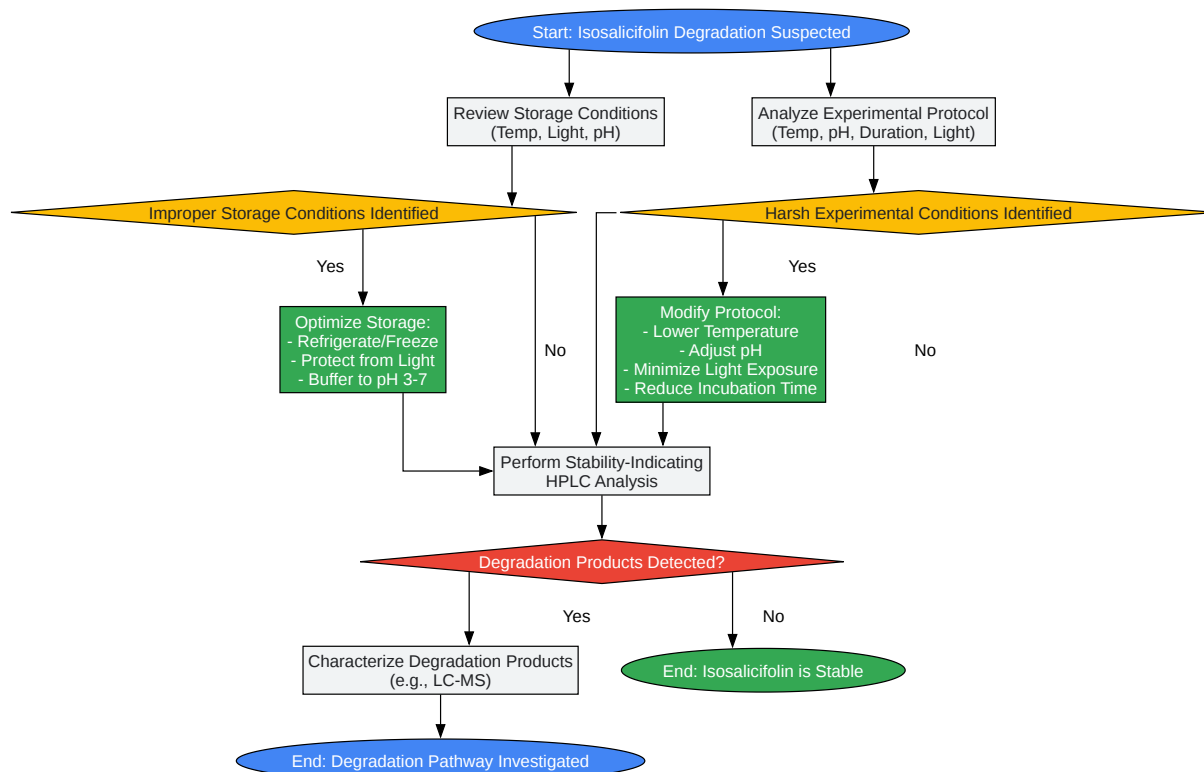 Start: Isosalicifolin Degradation Suspected
Review Storage Conditions
(Temp, Light, pH)
Analyze Experimental Protocol
(Temp, pH, Duration, Light)
Improper Storage Conditions Identified
Harsh Experimental Conditions Identified
Yes
Yes
Optimize Storage:
- Refrigerate/Freeze
- Protect from Light
- Buffer to pH 3-7
No
Modify Protocol:
- Lower Temperature
- Adjust pH
- Minimize Light Exposure
- Reduce Incubation Time
No
Perform Stability-Indicating
HPLC Analysis
Degradation Products Detected?
Yes
No
Characterize Degradation Products
(e.g., LC-MS)
End: Isosalicifolin is Stable
End: Degradation Pathway Investigated